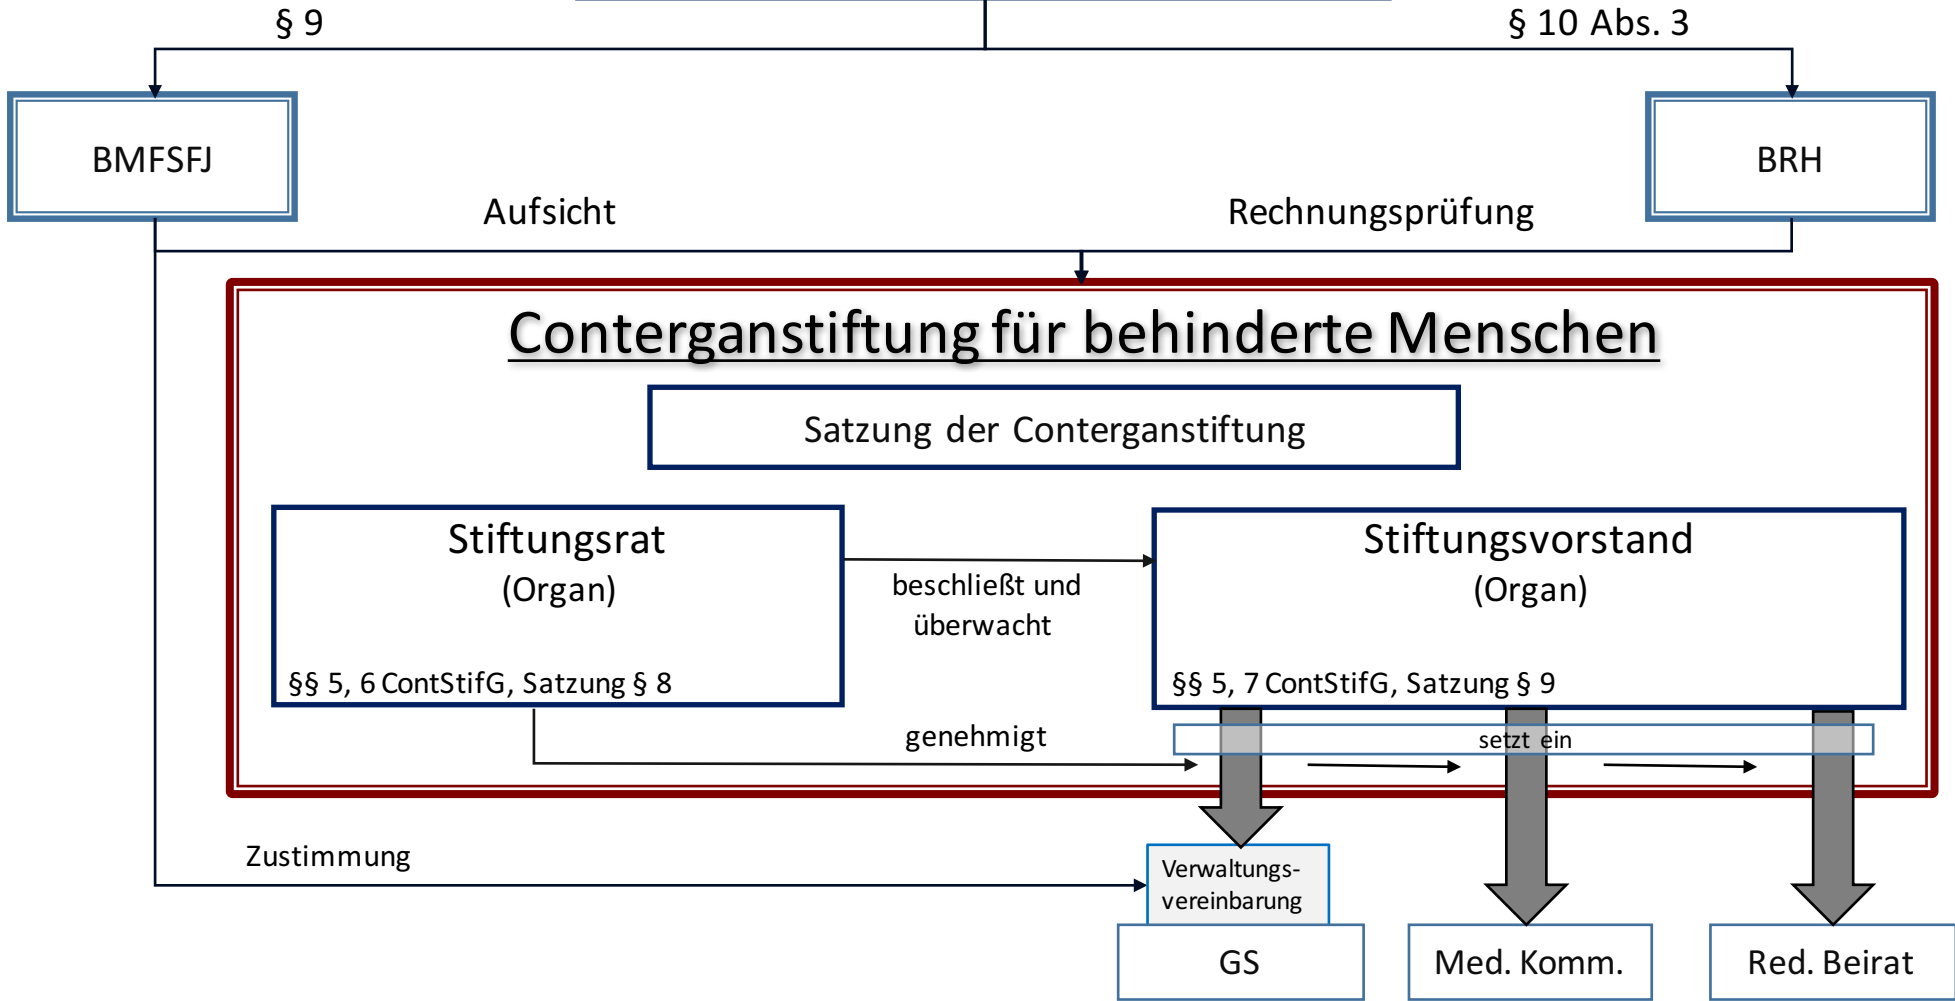 § 9
§ 10 Abs. 3
BMFSFJ
BRH
Aufsicht
Rechnungsprüfung
Conterganstiftung für behinderte Menschen
Satzung der Conterganstiftung
Stiftungsrat
(Organ)
§§ 5, 6 ContStifG, Satzung § 8
beschließt und
überwacht
Stiftungsvorstand
(Organ)
§§ 5, 7 ContStifG, Satzung § 9
genehmigt
setzt ein
Zustimmung
Verwaltungs-
vereinbarung
GS
Med. Komm.
Red. Beirat